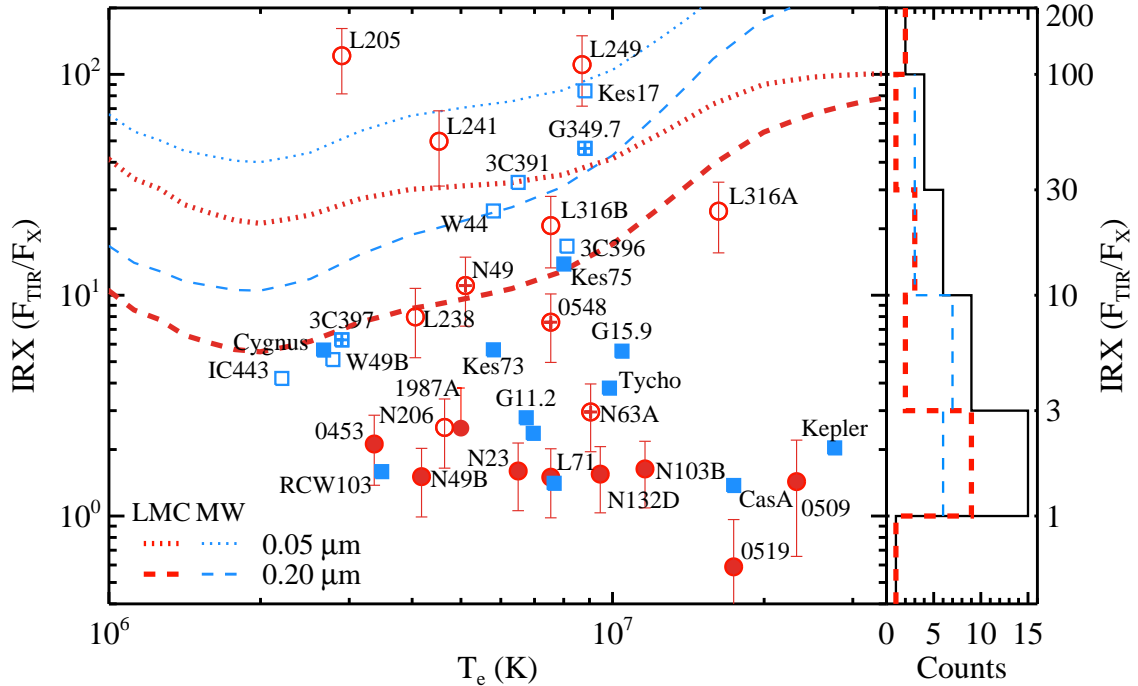 200
L205
L249
10²
100
Kes17
L241
G349.7
3C391
30
L316A
W44
L316B
3C396
Kes75
N49
10¹
10
0548
L238
3C397
G15.9
Cygnus
W49B
IC443
Kes73
Tycho
1987A
G11.2
N206
N63A
3
0453
Kepler
N23
L71
RCW103
N49B
N103B
N132D
CasA
0509
LMC MW
10⁰
1
0.05 μm
0519
0.20 μm
IRX (F_TIR/F_X)
IRX (F_TIR/F_X)
10⁶
10⁷
0 5 10 15
T_e (K)
Counts